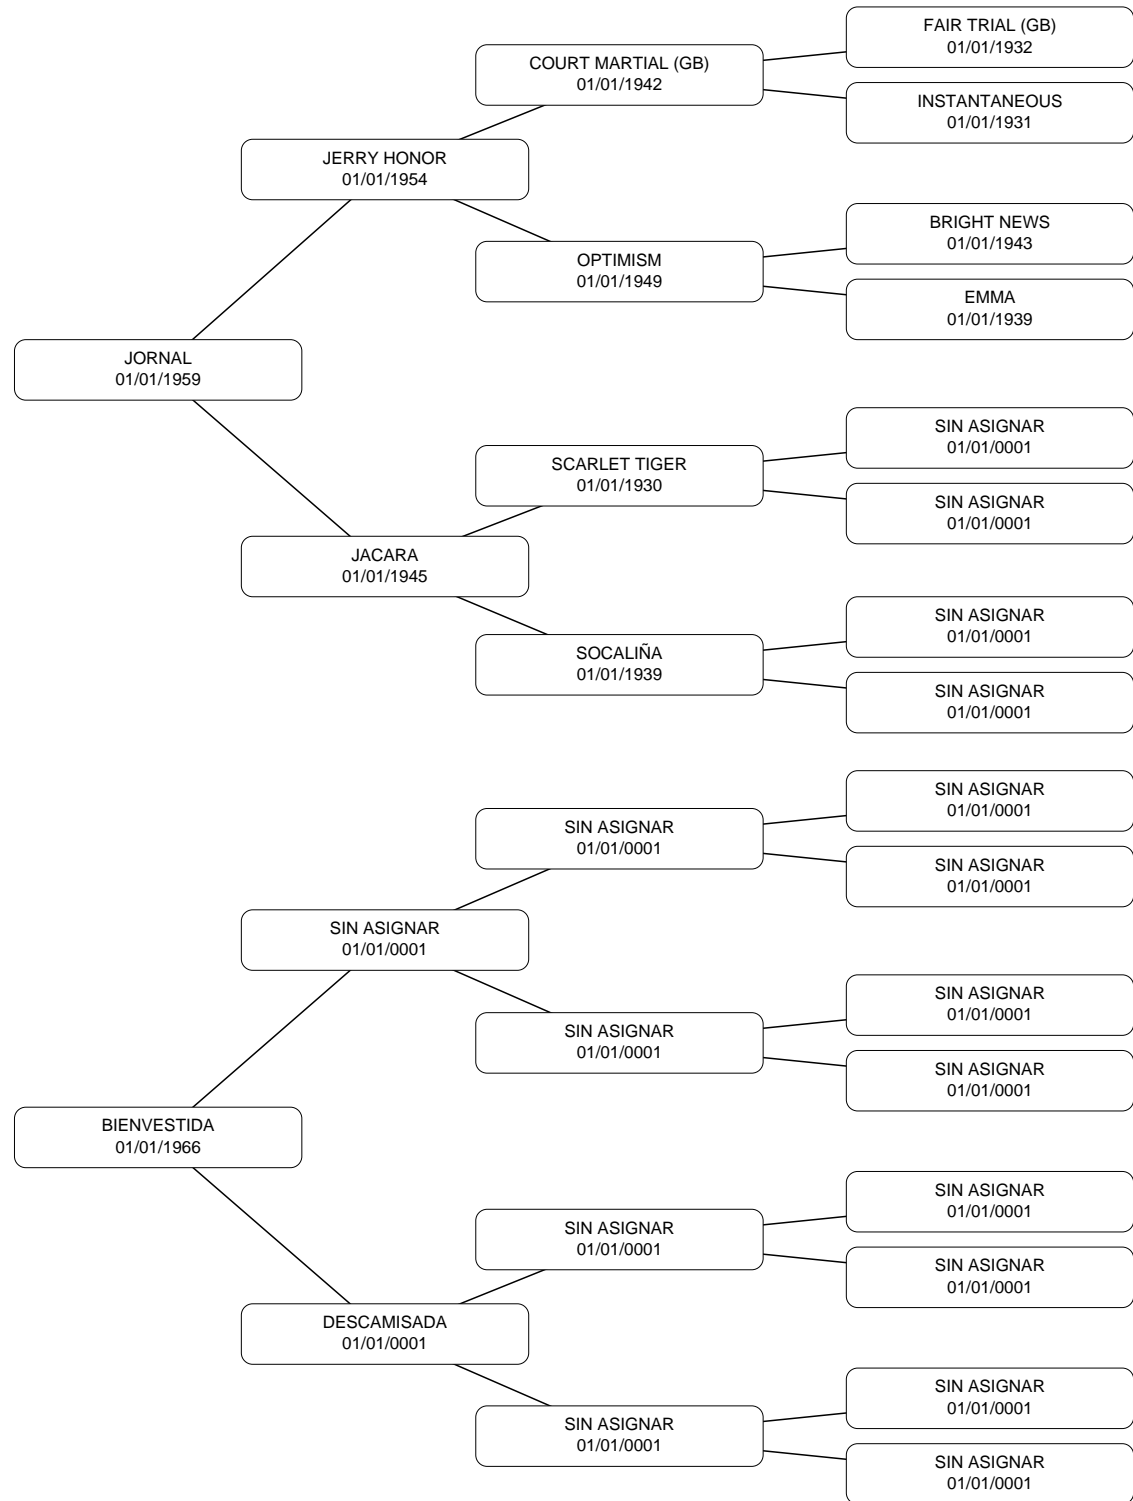 FAIR TRIAL (GB)
01/01/1932
COURT MARTIAL (GB)
01/01/1942
INSTANTANEOUS
01/01/1931
JERRY HONOR
01/01/1954
BRIGHT NEWS
01/01/1943
OPTIMISM
01/01/1949
EMMA
01/01/1939
JORNAL
01/01/1959
SIN ASIGNAR
01/01/0001
SCARLET TIGER
01/01/1930
SIN ASIGNAR
01/01/0001
JACARA
01/01/1945
SIN ASIGNAR
01/01/0001
SOCALIÑA
01/01/1939
SIN ASIGNAR
01/01/0001
SIN ASIGNAR
01/01/0001
SIN ASIGNAR
01/01/0001
SIN ASIGNAR
01/01/0001
SIN ASIGNAR
01/01/0001
SIN ASIGNAR
01/01/0001
SIN ASIGNAR
01/01/0001
SIN ASIGNAR
01/01/0001
BIENVESTIDA
01/01/1966
SIN ASIGNAR
01/01/0001
SIN ASIGNAR
01/01/0001
SIN ASIGNAR
01/01/0001
DESCAMISADA
01/01/0001
SIN ASIGNAR
01/01/0001
SIN ASIGNAR
01/01/0001
SIN ASIGNAR
01/01/0001